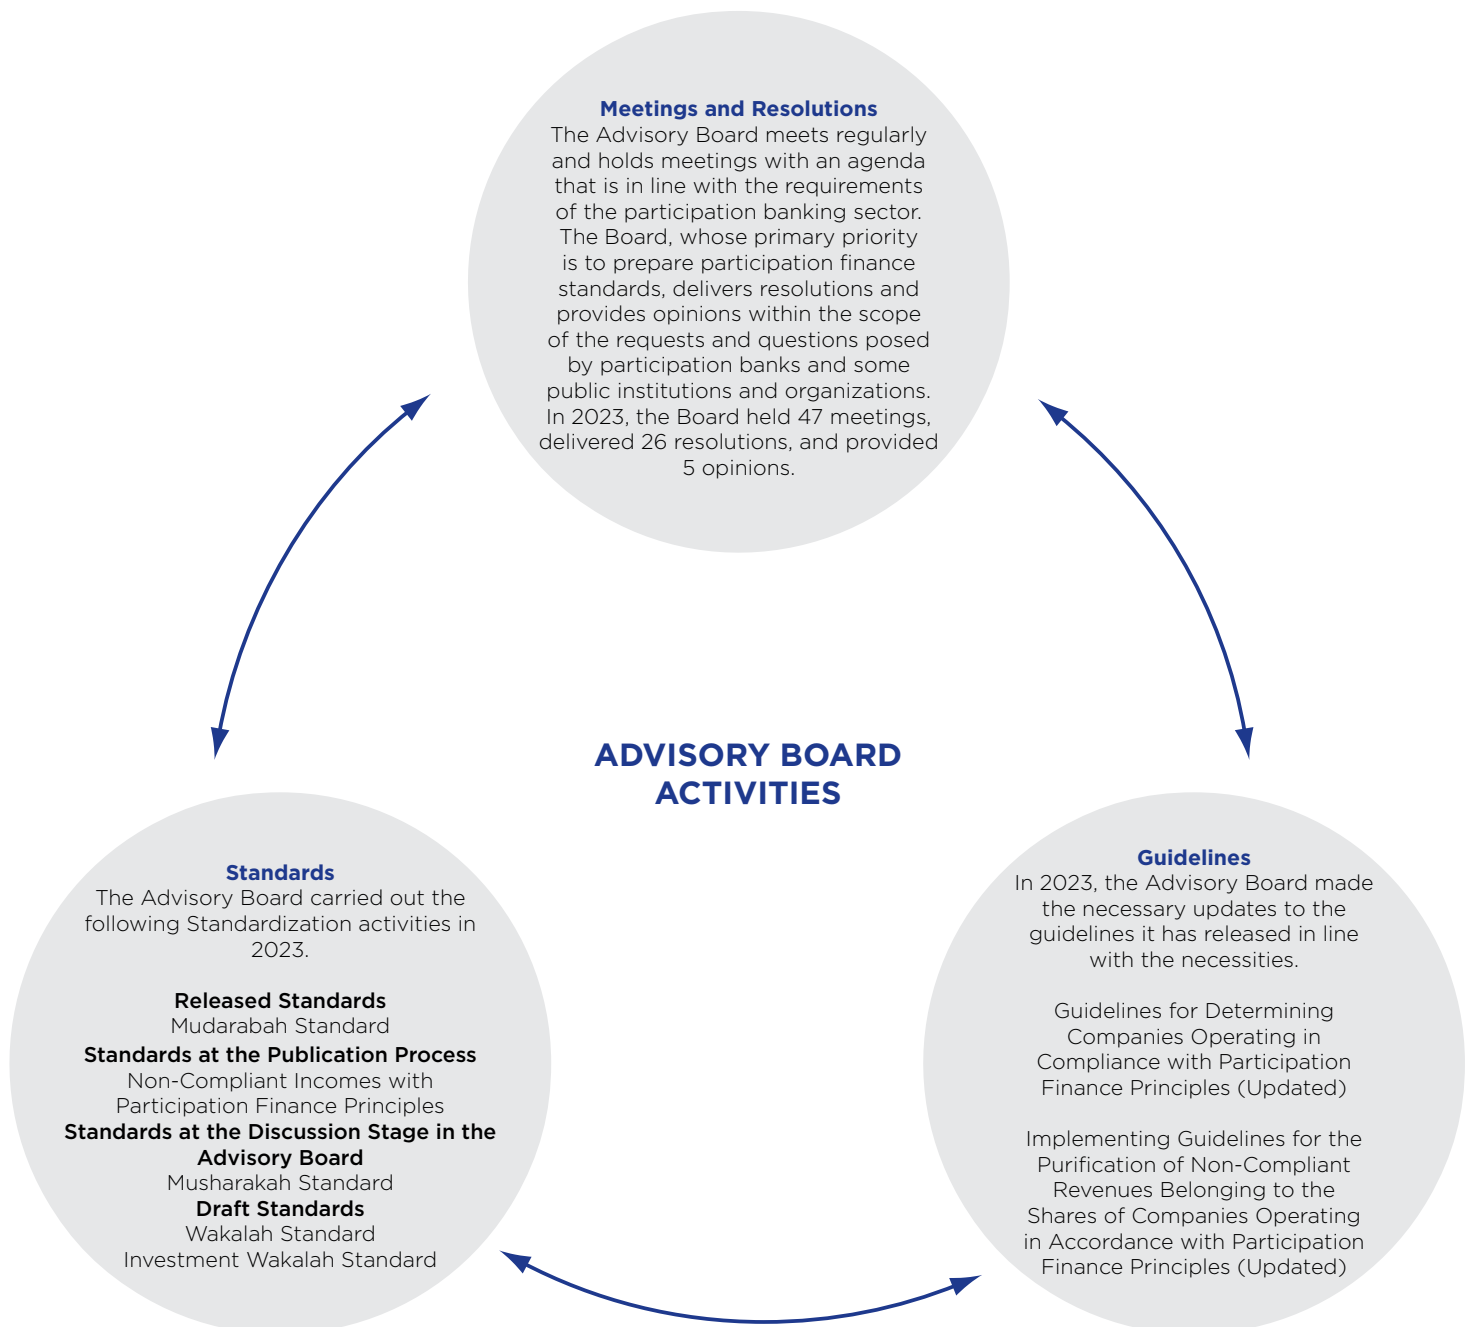 Meetings and Resolutions
The Advisory Board meets regularly
and holds meetings with an agenda
that is in line with the requirements
of the participation banking sector.
The Board, whose primary priority
is to prepare participation finance
standards, delivers resolutions and
provides opinions within the scope
of the requests and questions posed
by participation banks and some
public institutions and organizations.
In 2023, the Board held 47 meetings,
delivered 26 resolutions, and provided
5 opinions.
ADVISORY BOARD
ACTIVITIES
Standards
The Advisory Board carried out the
following Standardization activities in
2023.
Released Standards
Mudarabah Standard
Standards at the Publication Process
Non-Compliant Incomes with
Participation Finance Principles
Standards at the Discussion Stage in the
Advisory Board
Musharakah Standard
Draft Standards
Wakalah Standard
Investment Wakalah Standard
Guidelines
In 2023, the Advisory Board made
the necessary updates to the
guidelines it has released in line
with the necessities.
Guidelines for Determining
Companies Operating in
Compliance with Participation
Finance Principles (Updated)
Implementing Guidelines for the
Purification of Non-Compliant
Revenues Belonging to the
Shares of Companies Operating
in Accordance with Participation
Finance Principles (Updated)